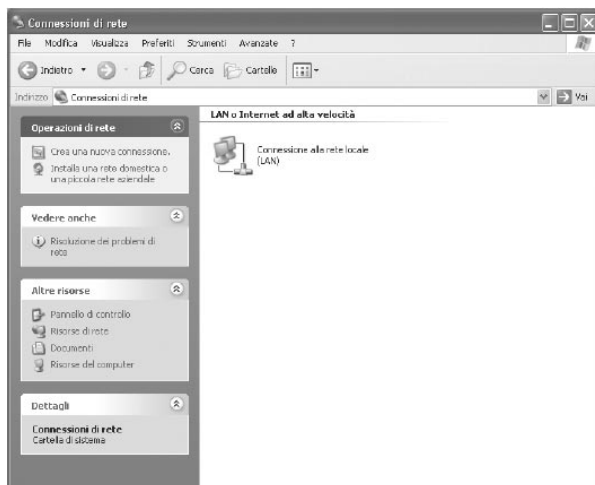 Connessioni di rete
File Modifica Visualizza Preferiti Strumenti Avanzate ?
Indietro Cerca Cartelle
Indirizzo Connessioni di rete Vai
Operazioni di rete
Crea una nuova connessione.
Installa una rete domestica o
una piccola rete aziendale
Vedere anche
Risoluzione dei problemi di
rete
Altre risorse
Pannello di controllo
Risorse di rete
Documenti
Risorse del computer
Dettagli
Connessioni di rete
Cartella di sistema
LAN o Internet ad alta velocità
Connessione alla rete locale
(LAN)